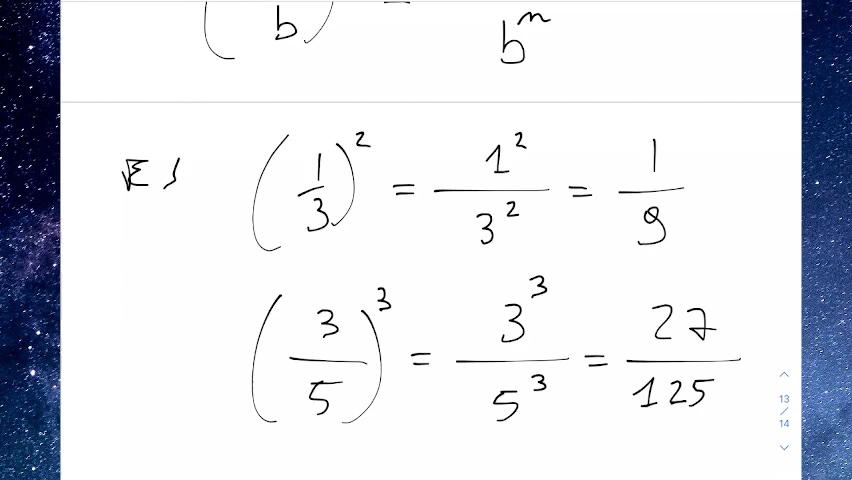 ( b ) = b^n
ES (1/3)^2 = 1^2/3^2 = 1/9
(3/5)^3 = 3^3/5^3 = 27/125
13
/
14